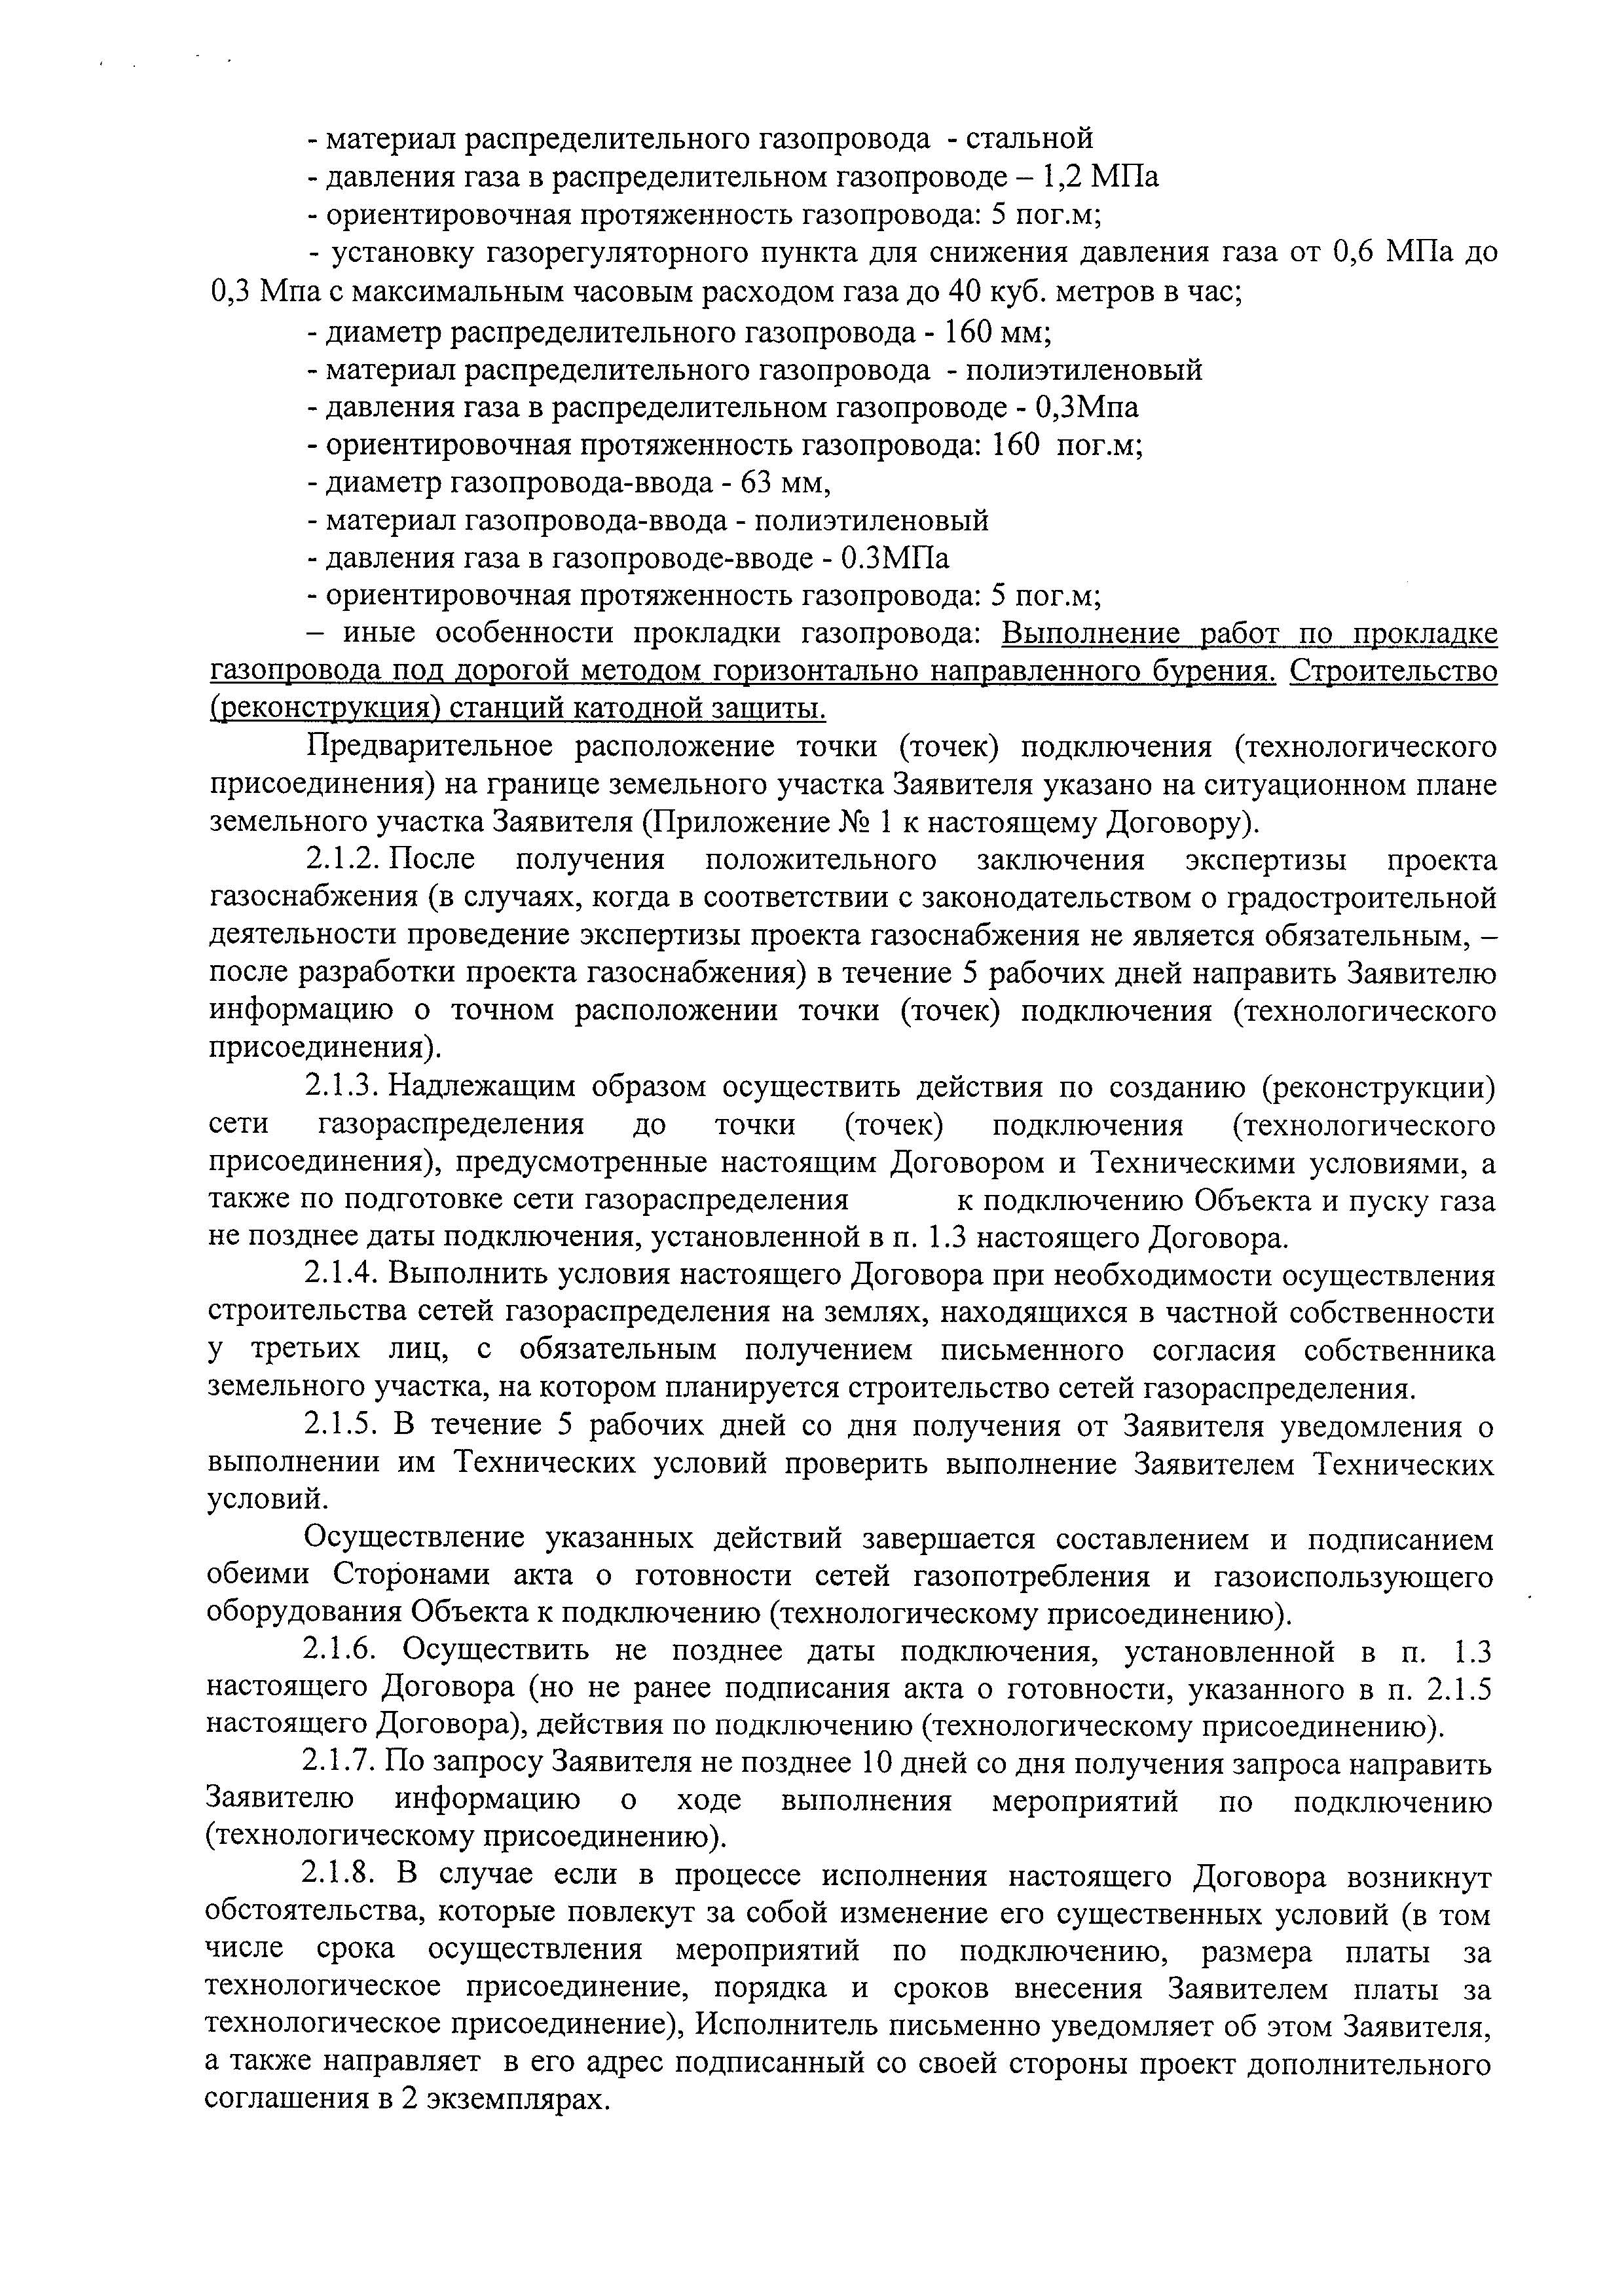 - материал распределительного газопровода - стальной
- давления газа в распределительном газопроводе – 1,2 МПа
- ориентировочная протяженность газопровода: 5 пог.м;
- установку газорегуляторного пункта для снижения давления газа от 0,6 МПа до
0,3 Мпа с максимальным часовым расходом газа до 40 куб. метров в час;
- диаметр распределительного газопровода - 160 мм;
- материал распределительного газопровода - полиэтиленовый
- давления газа в распределительном газопроводе - 0,3Мпа
- ориентировочная протяженность газопровода: 160 пог.м;
- диаметр газопровода-ввода - 63 мм,
- материал газопровода-ввода - полиэтиленовый
- давления газа в газопроводе-вводе - 0.3МПа
- ориентировочная протяженность газопровода: 5 пог.м;
– иные особенности прокладки газопровода: Выполнение работ по прокладке
газопровода под дорогой методом горизонтально направленного бурения. Строительство
(реконструкция) станций катодной защиты.
Предварительное расположение точки (точек) подключения (технологического
присоединения) на границе земельного участка Заявителя указано на ситуационном плане
земельного участка Заявителя (Приложение № 1 к настоящему Договору).
2.1.2. После получения положительного заключения экспертизы проекта
газоснабжения (в случаях, когда в соответствии с законодательством о градостроительной
деятельности проведение экспертизы проекта газоснабжения не является обязательным, –
после разработки проекта газоснабжения) в течение 5 рабочих дней направить Заявителю
информацию о точном расположении точки (точек) подключения (технологического
присоединения).
2.1.3. Надлежащим образом осуществить действия по созданию (реконструкции)
сети газораспределения до точки (точек) подключения (технологического
присоединения), предусмотренные настоящим Договором и Техническими условиями, а
также по подготовке сети газораспределения к подключению Объекта и пуску газа
не позднее даты подключения, установленной в п. 1.3 настоящего Договора.
2.1.4. Выполнить условия настоящего Договора при необходимости осуществления
строительства сетей газораспределения на землях, находящихся в частной собственности
у третьих лиц, с обязательным получением письменного согласия собственника
земельного участка, на котором планируется строительство сетей газораспределения.
2.1.5. В течение 5 рабочих дней со дня получения от Заявителя уведомления о
выполнении им Технических условий проверить выполнение Заявителем Технических
условий.
Осуществление указанных действий завершается составлением и подписанием
обеими Сторонами акта о готовности сетей газопотребления и газоиспользующего
оборудования Объекта к подключению (технологическому присоединению).
2.1.6. Осуществить не позднее даты подключения, установленной в п. 1.3
настоящего Договора (но не ранее подписания акта о готовности, указанного в п. 2.1.5
настоящего Договора), действия по подключению (технологическому присоединению).
2.1.7. По запросу Заявителя не позднее 10 дней со дня получения запроса направить
Заявителю информацию о ходе выполнения мероприятий по подключению
(технологическому присоединению).
2.1.8. В случае если в процессе исполнения настоящего Договора возникнут
обстоятельства, которые повлекут за собой изменение его существенных условий (в том
числе срока осуществления мероприятий по подключению, размера платы за
технологическое присоединение, порядка и сроков внесения Заявителем платы за
технологическое присоединение), Исполнитель письменно уведомляет об этом Заявителя,
а также направляет в его адрес подписанный со своей стороны проект дополнительного
соглашения в 2 экземплярах.